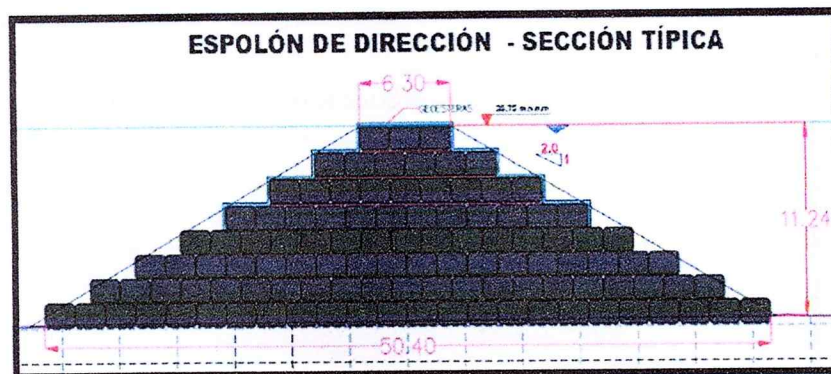 ESPOLÓN DE DIRECCIÓN - SECCIÓN TÍPICA
6.30
GEOESTERAS
2.0
1
11.24
50.40